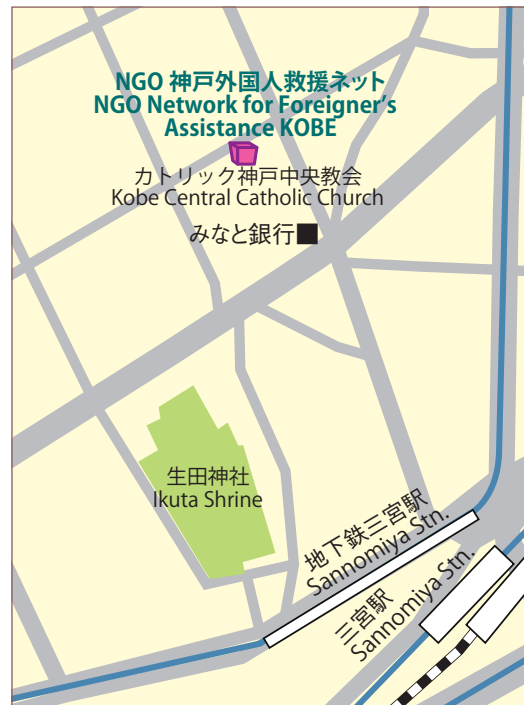 NGO 神戸外国人救援ネット
NGO Network for Foreigner's
Assistance KOBE
カトリック神戸中央教会
Kobe Central Catholic Church
みなと銀行
生田神社
Ikuta Shrine
地下鉄三宮駅
Sannomiya Stn.
三宮駅
Sannomiya Stn.